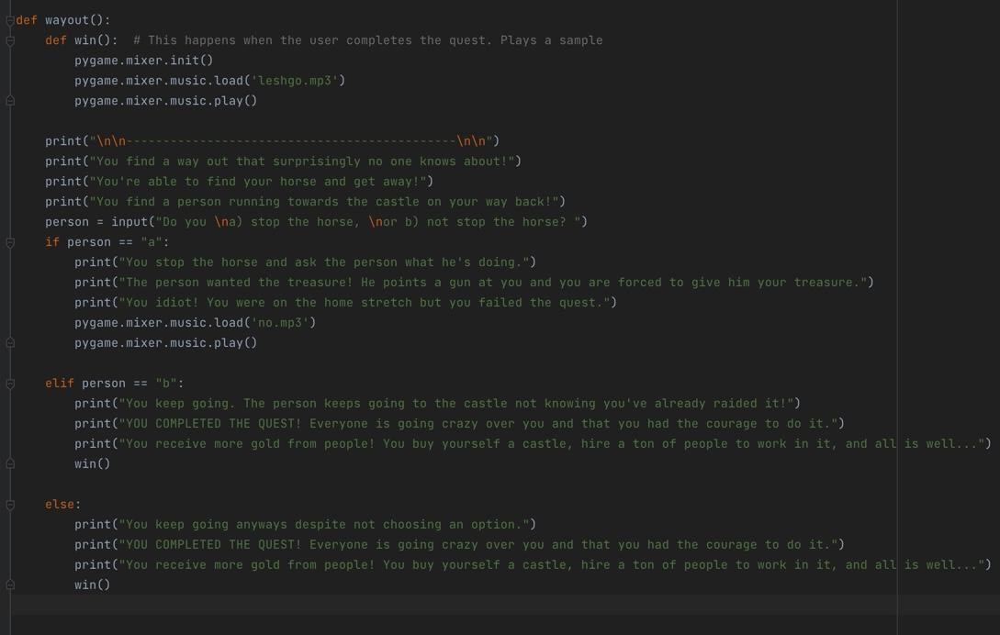 def wayout():
    def win():  # This happens when the user completes the quest. Plays a sample
        pygame.mixer.init()
        pygame.mixer.music.load('leshgo.mp3')
        pygame.mixer.music.play()

    print("\n\n---------------------------------------------\n\n")
    print("You find a way out that surprisingly no one knows about!")
    print("You're able to find your horse and get away!")
    print("You find a person running towards the castle on your way back!")
    person = input("Do you \na) stop the horse, \nor b) not stop the horse? ")
    if person == "a":
        print("You stop the horse and ask the person what he's doing.")
        print("The person wanted the treasure! He points a gun at you and you are forced to give him your treasure.")
        print("You idiot! You were on the home stretch but you failed the quest.")
        pygame.mixer.music.load('no.mp3')
        pygame.mixer.music.play()

    elif person == "b":
        print("You keep going. The person keeps going to the castle not knowing you've already raided it!")
        print("YOU COMPLETED THE QUEST! Everyone is going crazy over you and that you had the courage to do it.")
        print("You receive more gold from people! You buy yourself a castle, hire a ton of people to work in it, and all is well...")
        win()

    else:
        print("You keep going anyways despite not choosing an option.")
        print("YOU COMPLETED THE QUEST! Everyone is going crazy over you and that you had the courage to do it.")
        print("You receive more gold from people! You buy yourself a castle, hire a ton of people to work in it, and all is well...")
        win()